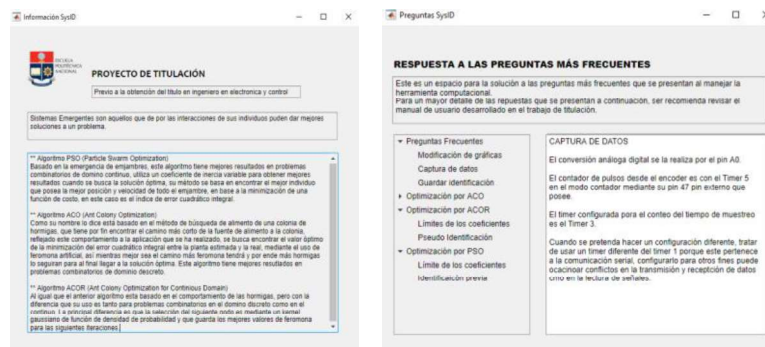 Información SysID
ESCUELA
POLITÉCNICA
NACIONAL
PROYECTO DE TITULACIÓN
Previo a la obtención del título en ingeniero en electronica y control
Sistemas Emergentes son aquellos que de por las interacciones de sus individuos puden dar mejores
soluciones a un problema.
** Algoritmo PSO (Particle Swarm Optimization)
Basado en la emergencia de emjambres, este algoritmo tiene mejores resultados en problemas
combinatorios de domino continuo, utiliza un coeficiente de inercia variable para obtener mejores
resultados cuando se busca la solución óptima, su método se basa en encontrar el mejor individuo
que posea la mejor posición y velocidad de todo el emjambre, en base a la minimización de una
función de costo, en este caso es el índice de error cuadrático integral.
** Algoritmo ACO (Ant Colony Optimization)
Como su nombre lo dice está basado en el método de búsqueda de alimento de una colonia de
hormigas, que tiene por fin encontrar el camino más corto de la fuente de alimento a la colonia,
reflejado este comportamiento a la aplicación que se ha realizado, se busca encontrar el valor óptimo
de la minimización del error cuadrático integral entre la planta estimada y la real, mediante el uso de
feromona artificial, así mientras mejor sea el camino más feromona tendrá y por ende más hormigas
lo seguiran para al final llegar a la solución óptima. Este algoritmo tiene mejores resultados en
problemas combinatorios de dominio discreto.
** Algoritmo ACOR (Ant Colony Optimization for Continious Domain)
Al igual que el anterior algoritmo esta basado en el comportamiento de las hormigas, pero con la
diferencia que su uso es tanto para problemas combinatorios en el domino discreto como en el
continuo. La principal diferencia es que la selección del siguiente nodo es mediante un kernel
gaussiano de función de densidad de probabilidad y que guarda los mejores valores de feromona
para las siguientes iteraciones.
Preguntas SysID
RESPUESTA A LAS PREGUNTAS MÁS FRECUENTES
Este es un espacio para la solución a las preguntas más frecuentes que se presentan al manejar la
herramienta computacional.
Para un mayor detalle de las repuestas que se presentan a continuación, ser recomienda revisar el
manual de usuario desarrollado en el trabajo de titulación.
Preguntas Frecuentes
Modificación de gráficas
Captura de datos
Guardar identificación
Optimización por ACO
Optimización por ACOR
Límites de los coeficientes
Pseudo Identificación
Optimización por PSO
Límite de los coeficientes
Identificaicón previa
CAPTURA DE DATOS
El conversión análoga digital se la realiza por el pin A0.
El contador de pulsos desde el encoder es con el Timer 5
en el modo contador mediante su pin 47 pin externo que
posee.
El timer configurada para el conteo del tiempo de muestreo
es el Timer 3.
Cuando se pretenda hacer un configuración diferente, tratar
de usar un timer diferente del timer 1 porque este pertenece
a la comunicación serial, configurarlo para otros fines puede
ocacinoar conflictos en la transmisión y recepción de datos
cmo en la lectura de señales.